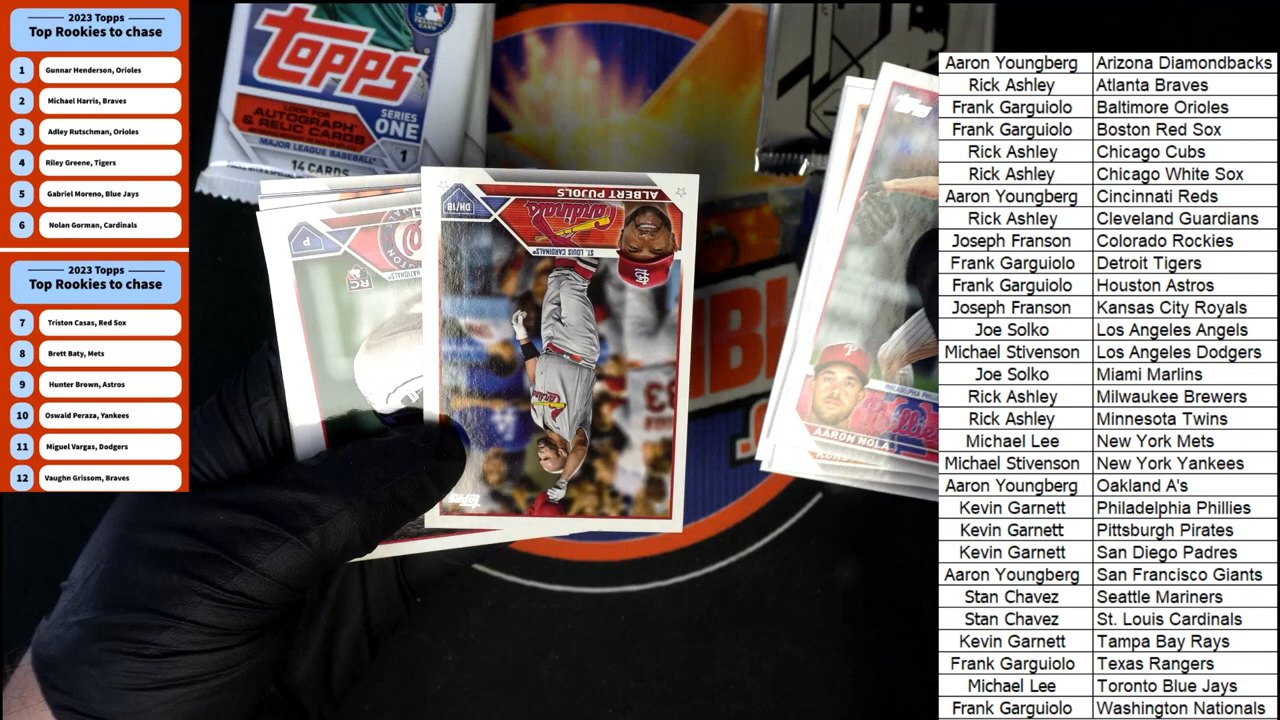 2023 Topps
Top Rookies to chase
1 Gunnar Henderson, Orioles
2 Michael Harris, Braves
3 Adley Rutschman, Orioles
4 Riley Greene, Tigers
5 Gabriel Moreno, Blue Jays
6 Nolan Gorman, Cardinals
2023 Topps
Top Rookies to chase
7 Triston Casas, Red Sox
8 Brett Baty, Mets
9 Hunter Brown, Astros
10 Oswald Peraza, Yankees
11 Miguel Vargas, Dodgers
12 Vaughn Grissom, Braves
topps
AUTOGRAPH
& RELIC CARDS
MAJOR LEAGUE BASEBALL
SERIES
ONE
1
14 CARDS
P
RC
NATIONALS
ALBERT PUJOLS
DH/1B
Cardinals
ST. LOUIS CARDINALS
topps
topps
Phillies
AARON NOLA
Aaron Youngberg Arizona Diamondbacks
Rick Ashley Atlanta Braves
Frank Garguiolo Baltimore Orioles
Frank Garguiolo Boston Red Sox
Rick Ashley Chicago Cubs
Rick Ashley Chicago White Sox
Aaron Youngberg Cincinnati Reds
Rick Ashley Cleveland Guardians
Joseph Franson Colorado Rockies
Frank Garguiolo Detroit Tigers
Frank Garguiolo Houston Astros
Joseph Franson Kansas City Royals
Joe Solko Los Angeles Angels
Michael Stivenson Los Angeles Dodgers
Joe Solko Miami Marlins
Rick Ashley Milwaukee Brewers
Rick Ashley Minnesota Twins
Michael Lee New York Mets
Michael Stivenson New York Yankees
Aaron Youngberg Oakland A's
Kevin Garnett Philadelphia Phillies
Kevin Garnett Pittsburgh Pirates
Kevin Garnett San Diego Padres
Aaron Youngberg San Francisco Giants
Stan Chavez Seattle Mariners
Stan Chavez St. Louis Cardinals
Kevin Garnett Tampa Bay Rays
Frank Garguiolo Texas Rangers
Michael Lee Toronto Blue Jays
Frank Garguiolo Washington Nationals